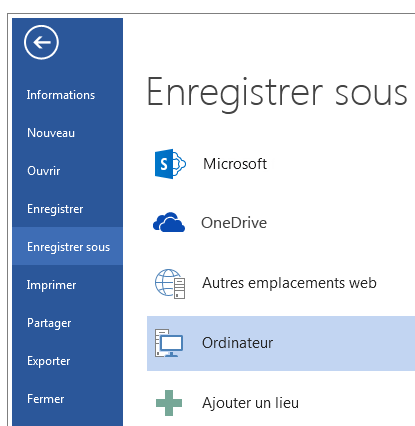 Enregistrer sous
Informations
Nouveau
Ouvrir
Enregistrer
Enregistrer sous
Imprimer
Partager
Exporter
Fermer
S
Microsoft
OneDrive
Autres emplacements web
Ordinateur
Ajouter un lieu